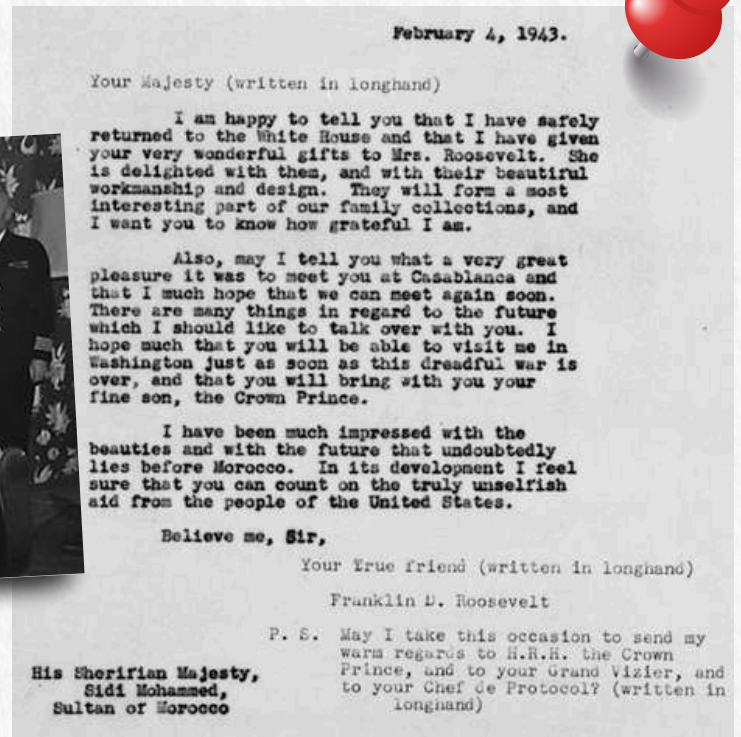 February 4, 1943.
Your Majesty (written in longhand)
I am happy to tell you that I have safely
returned to the White House and that I have given
your very wonderful gifts to Mrs. Roosevelt. She
is delighted with them, and with their beautiful
workmanship and design. They will form a most
interesting part of our family collections, and
I want you to know how grateful I am.
Also, may I tell you what a very great
pleasure it was to meet you at Casablanca and
that I much hope that we can meet again soon.
There are many things in regard to the future
which I should like to talk over with you. I
hope much that you will be able to visit me in
Washington just as soon as this dreadful war is
over, and that you will bring with you your
fine son, the Crown Prince.
I have been much impressed with the
beauties and with the future that undoubtedly
lies before Morocco. In its development I feel
sure that you can count on the truly unselfish
aid from the people of the United States.
Believe me, Sir,
Your True friend (written in longhand)
Franklin D. Roosevelt
P. S. May I take this occasion to send my
warm regards to H.R.H. the Crown
Prince, and to your Grand Vizier, and
to your Chef de Protocol? (written in
longhand)
His Sherifian Majesty,
Sidi Mohammed,
Sultan of Morocco